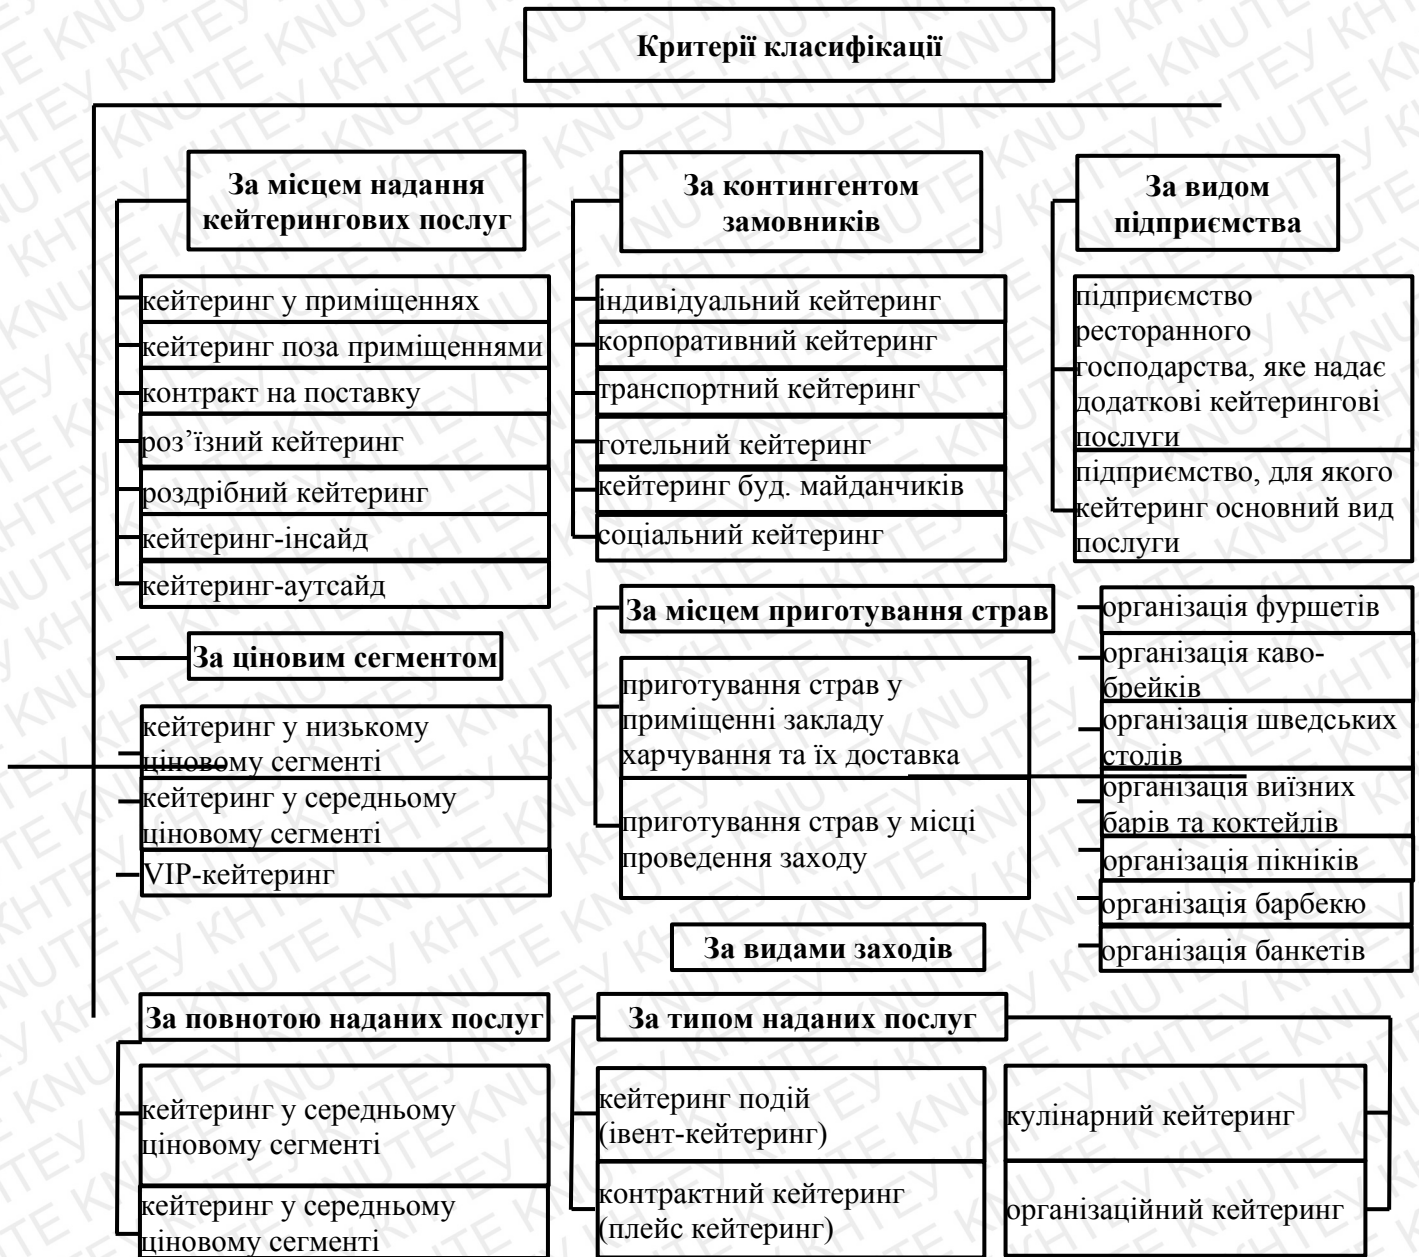 Критерії класифікації
За місцем надання
кейтерингових послуг
кейтеринг у приміщеннях
кейтеринг поза приміщеннями
контракт на поставку
роз’їзний кейтеринг
роздрібний кейтеринг
кейтеринг-інсайд
кейтеринг-аутсайд
За контингентом
замовників
індивідуальний кейтеринг
корпоративний кейтеринг
транспортний кейтеринг
готельний кейтеринг
кейтеринг буд. майданчиків
соціальний кейтеринг
За видом
підприємства
підприємство
ресторанного
господарства, яке надає
додаткові кейтерингові
послуги
підприємство, для якого
кейтеринг основний вид
послуги
За ціновим сегментом
кейтеринг у низькому
ціновому сегменті
кейтеринг у середньому
ціновому сегменті
VIP-кейтеринг
За місцем приготування страв
приготування страв у
приміщенні закладу
харчування та їх доставка
приготування страв у місці
проведення заходу
За видами заходів
організація фуршетів
організація каво-
брейків
організація шведських
столів
організація виїзних
барів та коктейлів
організація пікніків
організація барбекю
організація банкетів
За повнотою наданих послуг
кейтеринг у середньому
ціновому сегменті
кейтеринг у середньому
ціновому сегменті
За типом наданих послуг
кейтеринг подій
(івент-кейтеринг)
контрактний кейтеринг
(плейс кейтеринг)
кулінарний кейтеринг
організаційний кейтеринг